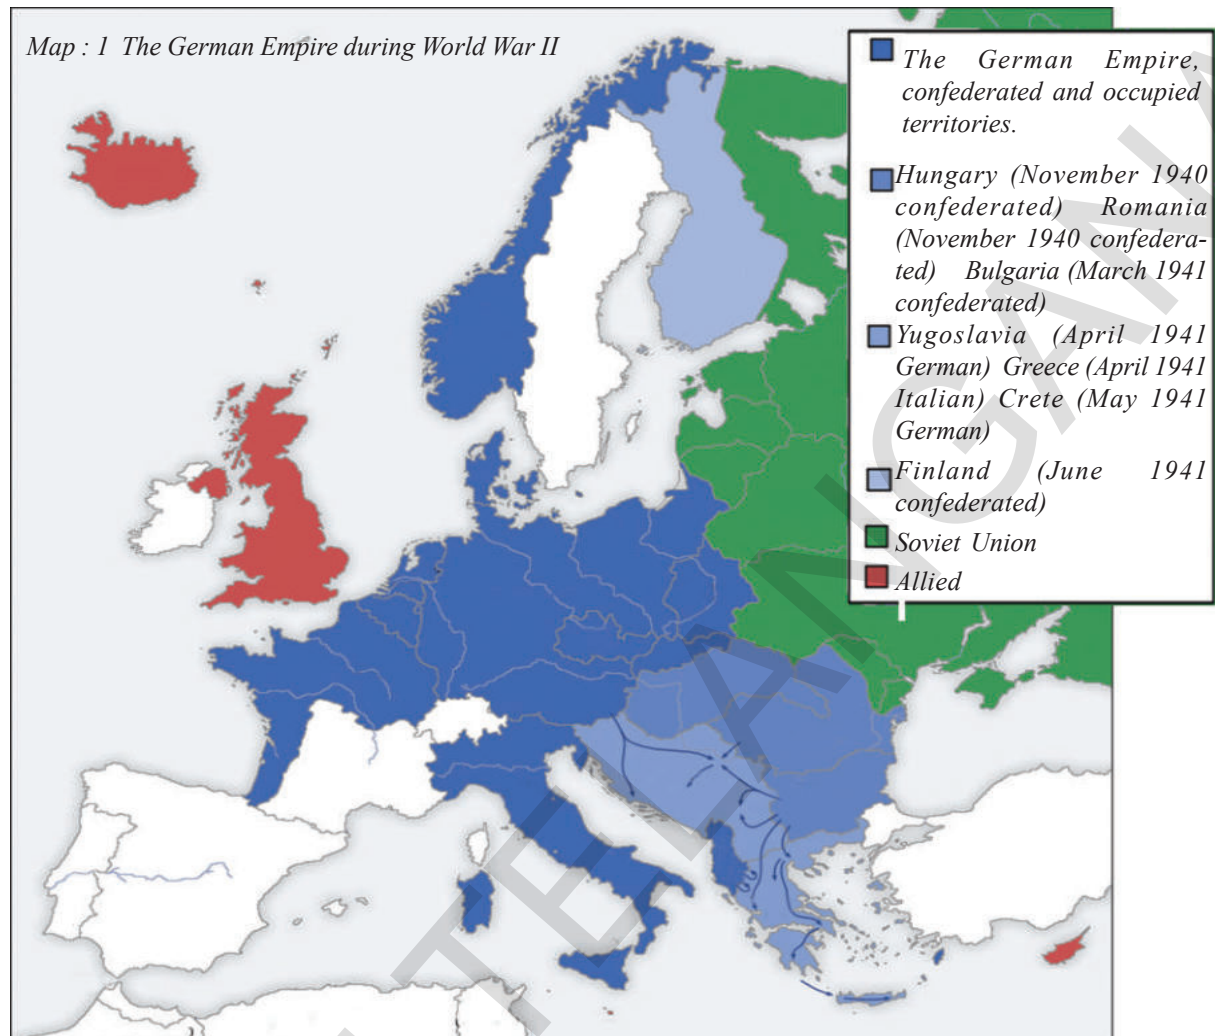 Map : 1 The German Empire during World War II
The German Empire,
confederated and occupied
territories.
Hungary (November 1940
confederated) Romania
(November 1940 confedera-
ted) Bulgaria (March 1941
confederated)
Yugoslavia (April 1941
German) Greece (April 1941
Italian) Crete (May 1941
German)
Finland (June 1941
confederated)
Soviet Union
Allied
TELANGANA